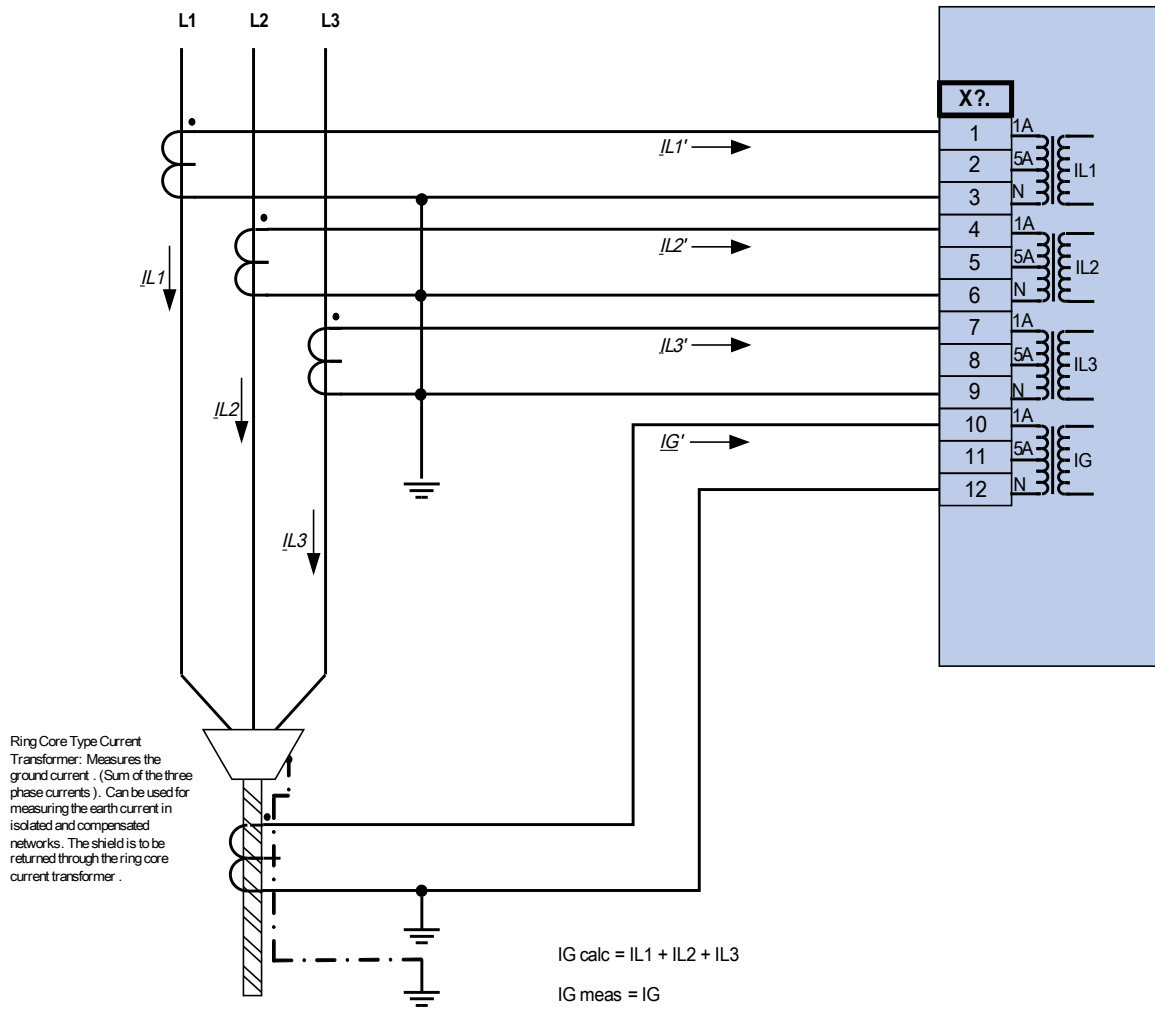 L1 L2 L3
X?.
1 1A
2 5A
3 N
IL1
4 1A
5 5A
6 N
IL2
7 1A
8 5A
9 N
IL3
10 1A
11 5A
12 N
IG
IL1'
IL2'
IL3'
IG'
IL1
IL2
IL3
Ring Core Type Current
Transformer: Measures the
ground current . (Sum of the three
phase currents ). Can be used for
measuring the earth current in
isolated and compensated
networks. The shield is to be
returned through the ring core
current transformer .
IG calc = IL1 + IL2 + IL3
IG meas = IG